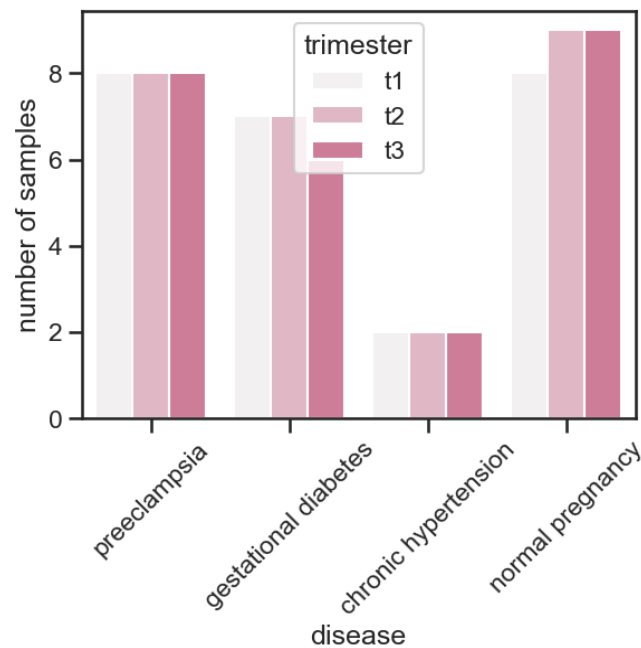 trimester
t1
t2
t3
number of samples
8
6
4
2
0
preeclampsia
gestational diabetes
chronic hypertension
normal pregnancy
disease